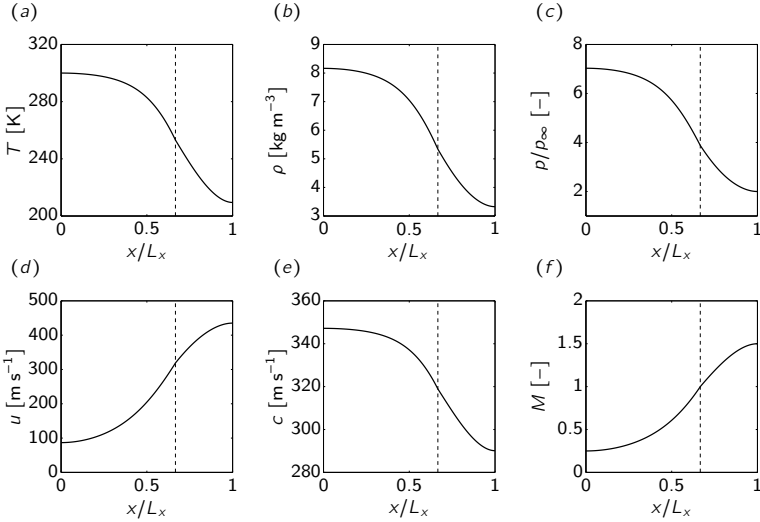 (a)
(b)
(c)
320
280
240
200
T [K]
0
0.5
1
x/Lₓ
9
8
7
6
5
4
3
ρ [kg m⁻³]
0
0.5
1
x/Lₓ
8
6
4
2
p/p∞ [−]
0
0.5
1
x/Lₓ
(d)
(e)
(f)
500
400
300
200
100
0
u [m s⁻¹]
0
0.5
1
x/Lₓ
360
340
320
300
280
c [m s⁻¹]
0
0.5
1
x/Lₓ
2
1.5
1
0.5
0
M [−]
0
0.5
1
x/Lₓ